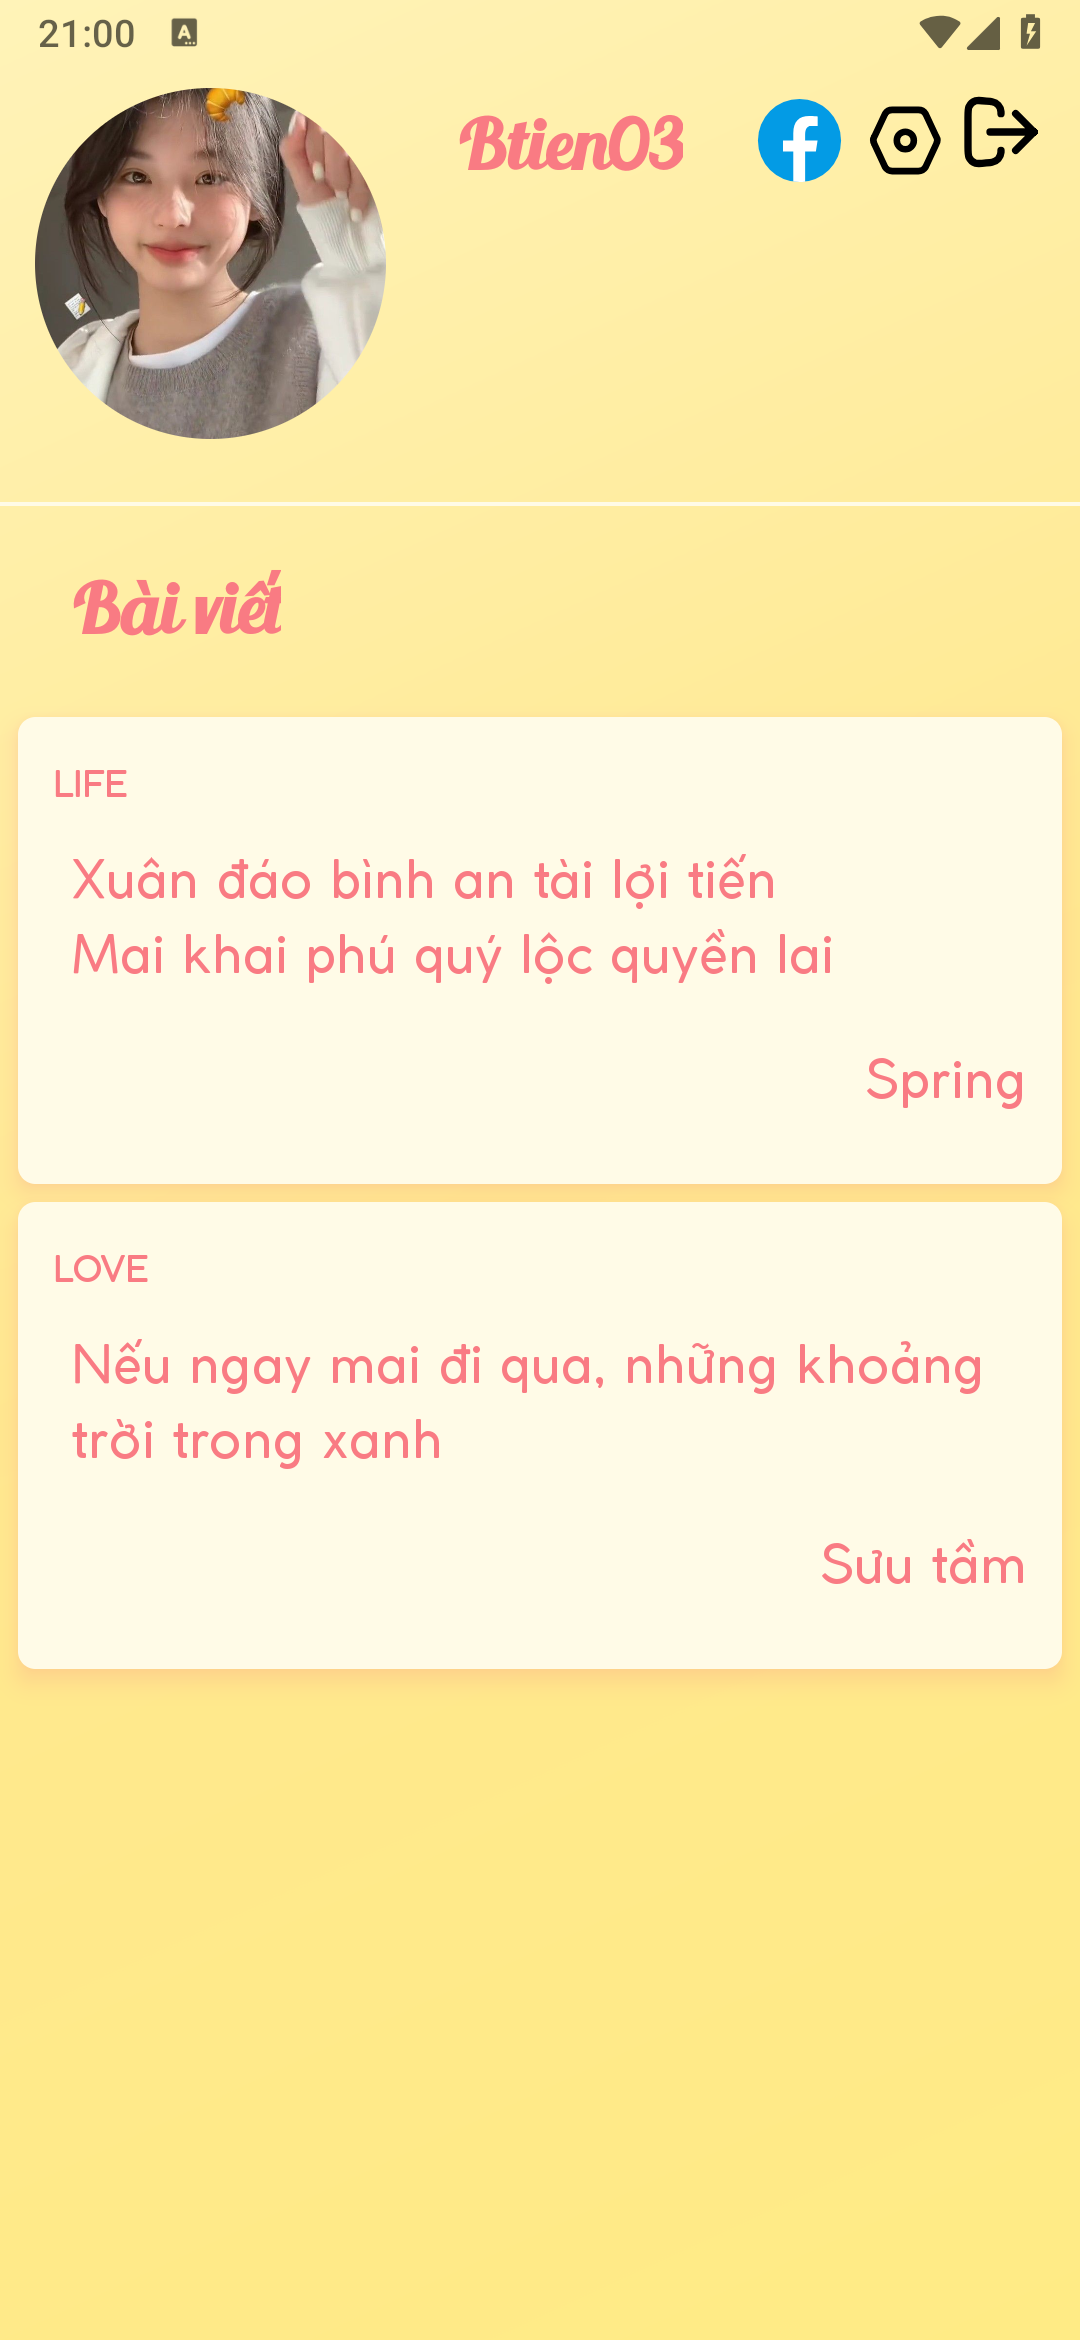 21:00
Btien03
Bài viết
LIFE
Xuân đáo bình an tài lợi tiến
Mai khai phú quý lộc quyền lai
Spring
LOVE
Nếu ngay mai đi qua, những khoảng
trời trong xanh
Sưu tầm